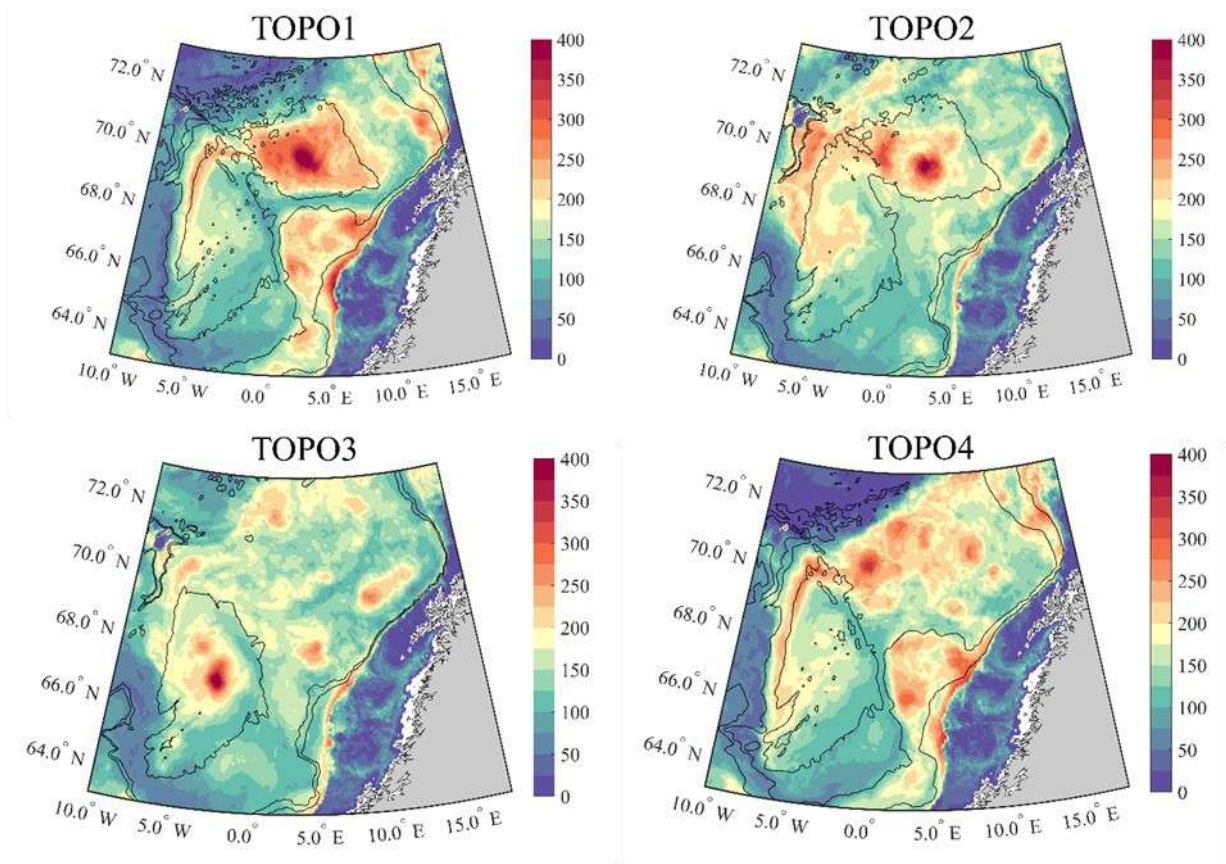 TOPO1
72.0° N
70.0° N
68.0° N
66.0° N
64.0° N
10.0° W
5.0° W
0.0°
5.0° E
10.0° E
15.0° E
400
350
300
250
200
150
100
50
0
TOPO2
72.0° N
70.0° N
68.0° N
66.0° N
64.0° N
10.0° W
5.0° W
0.0°
5.0° E
10.0° E
15.0° E
400
350
300
250
200
150
100
50
0
TOPO3
72.0° N
70.0° N
68.0° N
66.0° N
64.0° N
10.0° W
5.0° W
0.0°
5.0° E
10.0° E
15.0° E
400
350
300
250
200
150
100
50
0
TOPO4
72.0° N
70.0° N
68.0° N
66.0° N
64.0° N
10.0° W
5.0° W
0.0°
5.0° E
10.0° E
15.0° E
400
350
300
250
200
150
100
50
0